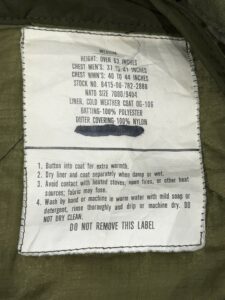 MEDIUM
HEIGHT: OVER 63 INCHES
CHEST MEN'S: 37 TO 41 INCHES
CHEST WMN'S: 40 TO 44 INCHES
STOCK NO. 8415-00-782-2888
NATO SIZE 7080/9404
LINER, COLD WEATHER COAT OG-106
BATTING-100% POLYESTER
OUTER COVERING-100% NYLON
1. Button into coat for extra warmth.
2. Dry liner and coat separately when damp or wet.
3. Avoid contact with heated stoves, open fires, or other heat
sources; fabric may fuse.
4. Wash by hand or machine in warm water with mild soap or
detergent, rinse thoroughly and drip or machine dry. DO
NOT DRY CLEAN.
DO NOT REMOVE THIS LABEL